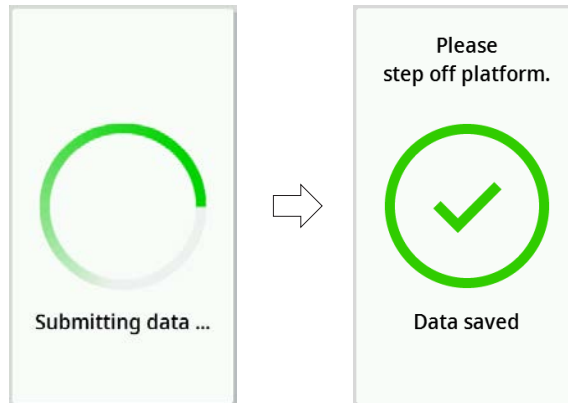 Submitting data ...
Please
step off platform.
Data saved